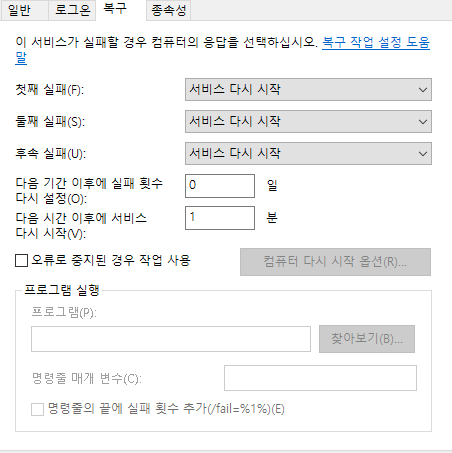 일반 로그온 복구 종속성
이 서비스가 실패할 경우 컴퓨터의 응답을 선택하십시오. 복구 작업 설정 도움
말
첫째 실패(F): 서비스 다시 시작
둘째 실패(S): 서비스 다시 시작
후속 실패(U): 서비스 다시 시작
다음 기간 이후에 실패 횟수 0 일
다시 설정(O):
다음 시간 이후에 서비스 1 분
다시 시작(V):
오류로 중지된 경우 작업 사용 컴퓨터 다시 시작 옵션(R)...
프로그램 실행
프로그램(P):
찾아보기(B)...
명령줄 매개 변수(C):
명령줄의 끝에 실패 횟수 추가(/fail=%1%)(E)